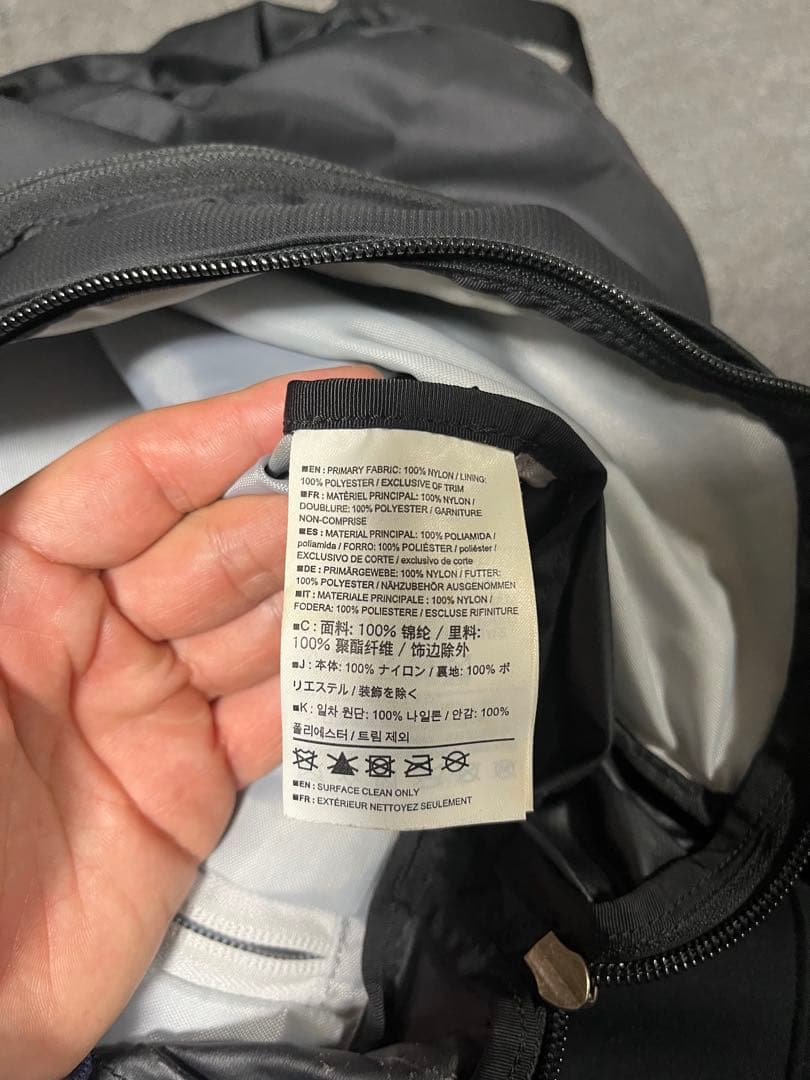 ■EN : PRIMARY FABRIC: 100% NYLON / LINING:
100% POLYESTER / EXCLUSIVE OF TRIM
■FR : MATÉRIEL PRINCIPAL: 100% NYLON /
DOUBLURE: 100% POLYESTER / GARNITURE
NON-COMPRISE
■ES : MATERIAL PRINCIPAL: 100% POLIAMIDA /
poliamida / FORRO: 100% POLIÉSTER / poliéster /
EXCLUSIVO DE CORTE / exclusivo de corte
■DE : PRIMÄRGEWEBE: 100% NYLON / FUTTER:
100% POLYESTER / NÄHZUBEHÖR AUSGENOMMEN
■IT : MATERIALE PRINCIPALE : 100% NYLON /
FODERA: 100% POLIESTERE / ESCLUSE RIFINITURE
■C : 面料: 100% 锦纶 / 里料:
100% 聚酯纤维 / 饰边除外
■J : 本体: 100% ナイロン / 裏地: 100% ポ
リエステル / 装飾を除く
■K : 일차 원단: 100% 나일론 / 안감: 100%
폴리에스터 / 트림 제외
■EN : SURFACE CLEAN ONLY
■FR : EXTÉRIEUR NETTOYEZ SEULEMENT